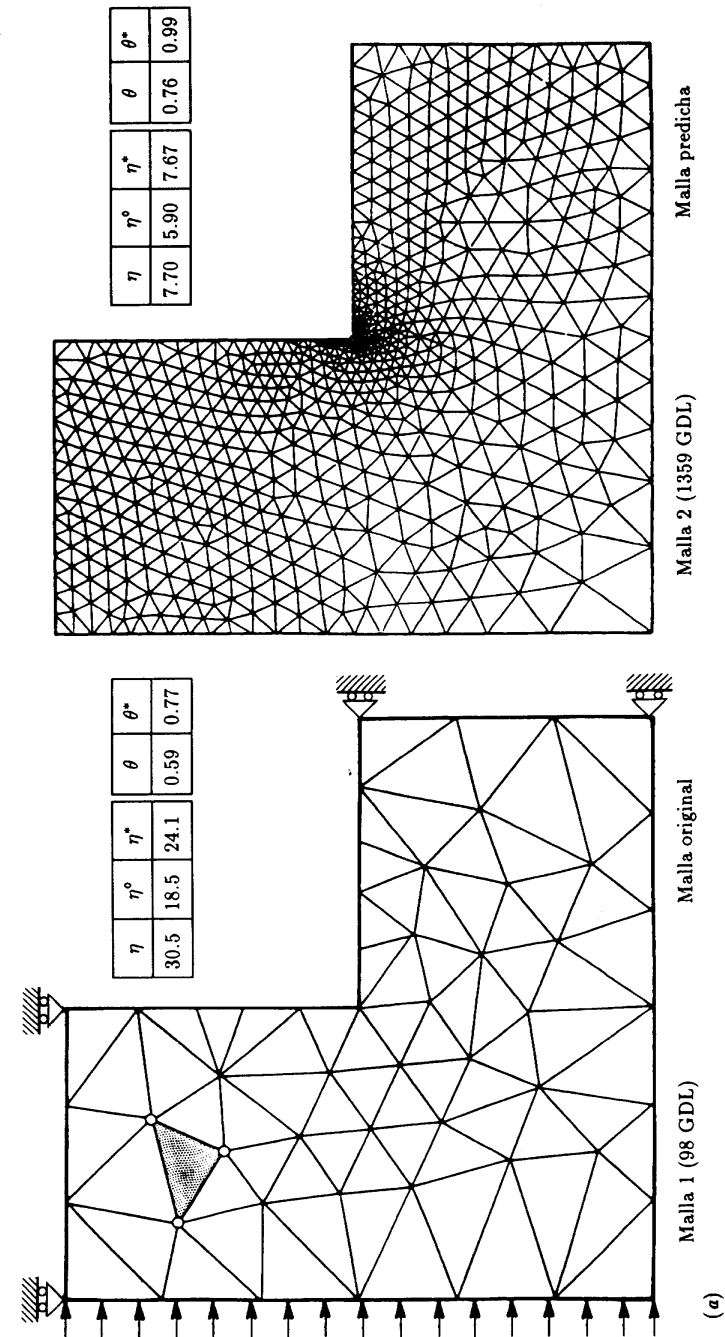 η η° η*
30.5 18.5 24.1
θ θ*
0.59 0.77
Malla 1 (98 GDL)
Malla original
η η° η*
7.70 5.90 7.67
θ θ*
0.76 0.99
Malla 2 (1359 GDL)
Malla predicha
(a)